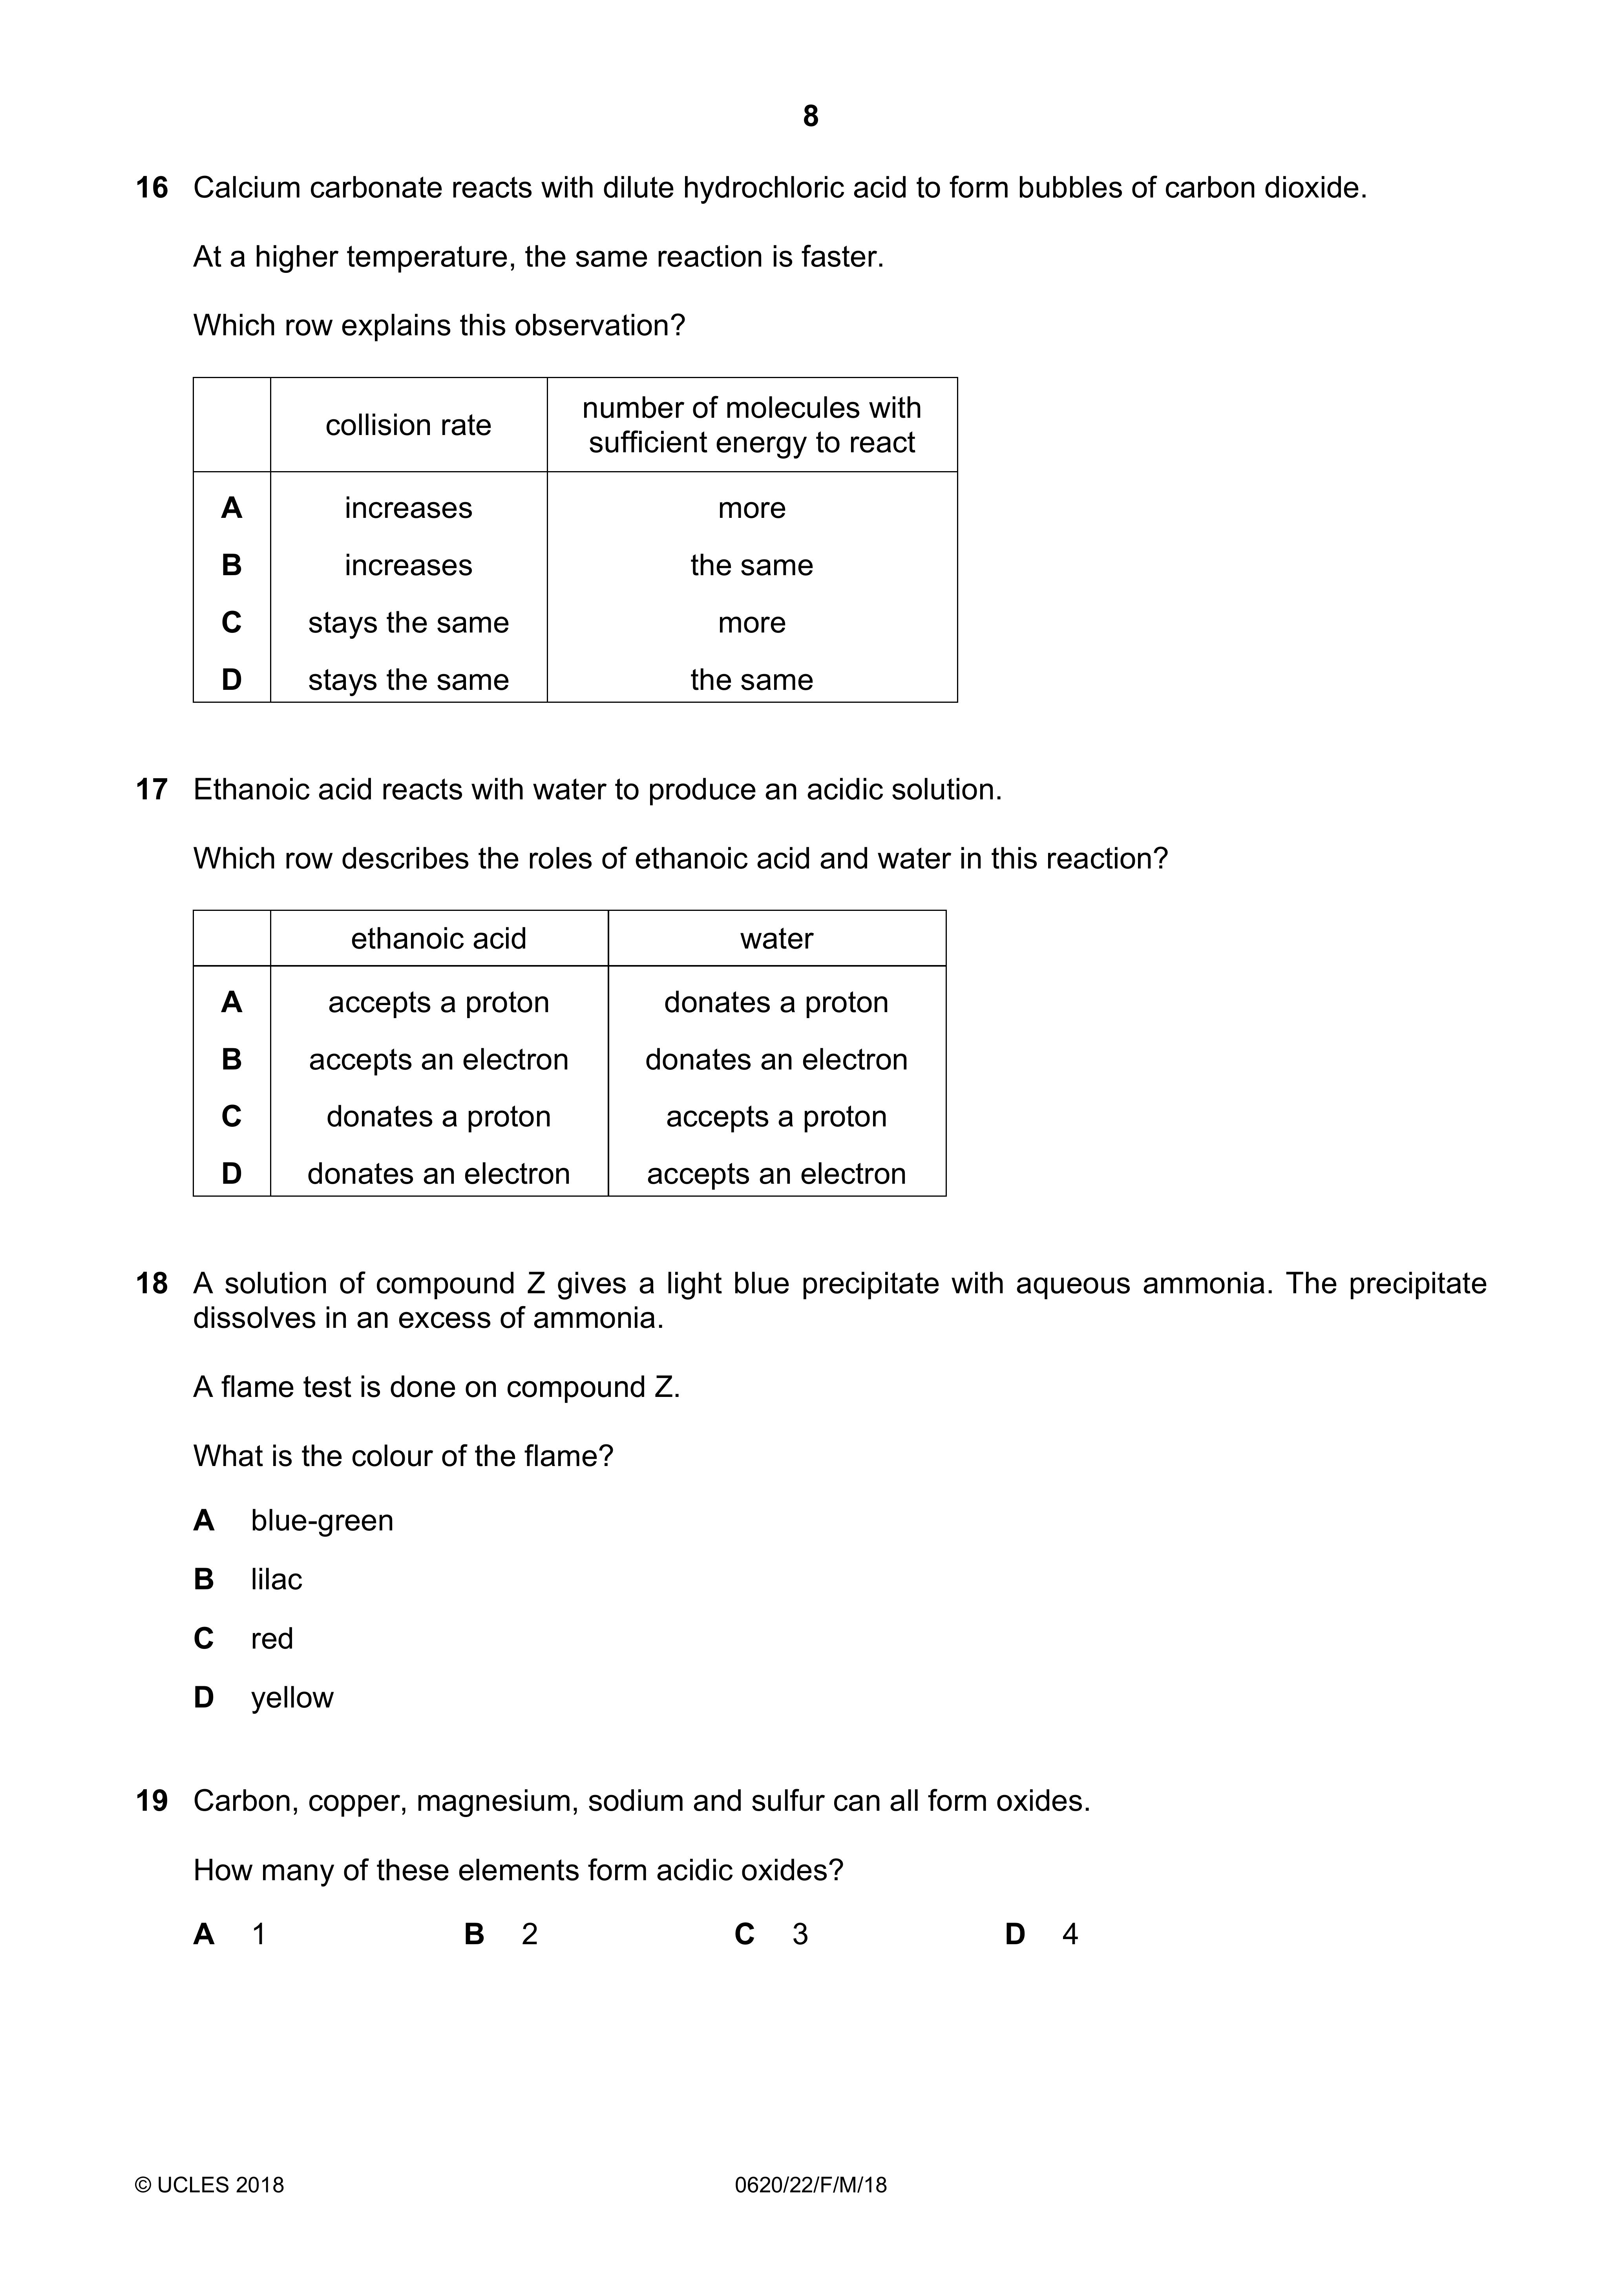 8
16 Calcium carbonate reacts with dilute hydrochloric acid to form bubbles of carbon dioxide.
At a higher temperature, the same reaction is faster.
Which row explains this observation?
collision rate number of molecules with
sufficient energy to react
A increases more
B increases the same
C stays the same more
D stays the same the same
17 Ethanoic acid reacts with water to produce an acidic solution.
Which row describes the roles of ethanoic acid and water in this reaction?
ethanoic acid water
A accepts a proton donates a proton
B accepts an electron donates an electron
C donates a proton accepts a proton
D donates an electron accepts an electron
18 A solution of compound Z gives a light blue precipitate with aqueous ammonia. The precipitate
dissolves in an excess of ammonia.
A flame test is done on compound Z.
What is the colour of the flame?
A blue-green
B lilac
C red
D yellow
19 Carbon, copper, magnesium, sodium and sulfur can all form oxides.
How many of these elements form acidic oxides?
A 1 B 2 C 3 D 4
© UCLES 2018 0620/22/F/M/18